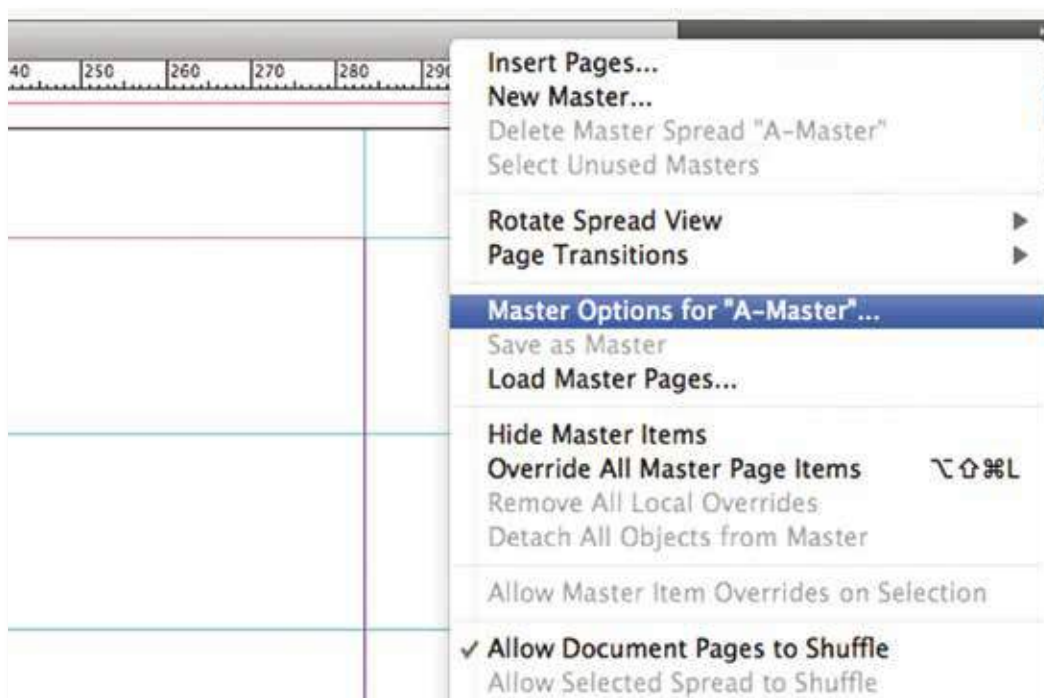 40 250 260 270 280 290
Insert Pages...
New Master...
Delete Master Spread "A-Master"
Select Unused Masters
Rotate Spread View
Page Transitions
Master Options for "A-Master"...
Save as Master
Load Master Pages...
Hide Master Items
Override All Master Page Items ⌥⇧⌘L
Remove All Local Overrides
Detach All Objects from Master
Allow Master Item Overrides on Selection
✓ Allow Document Pages to Shuffle
Allow Selected Spread to Shuffle